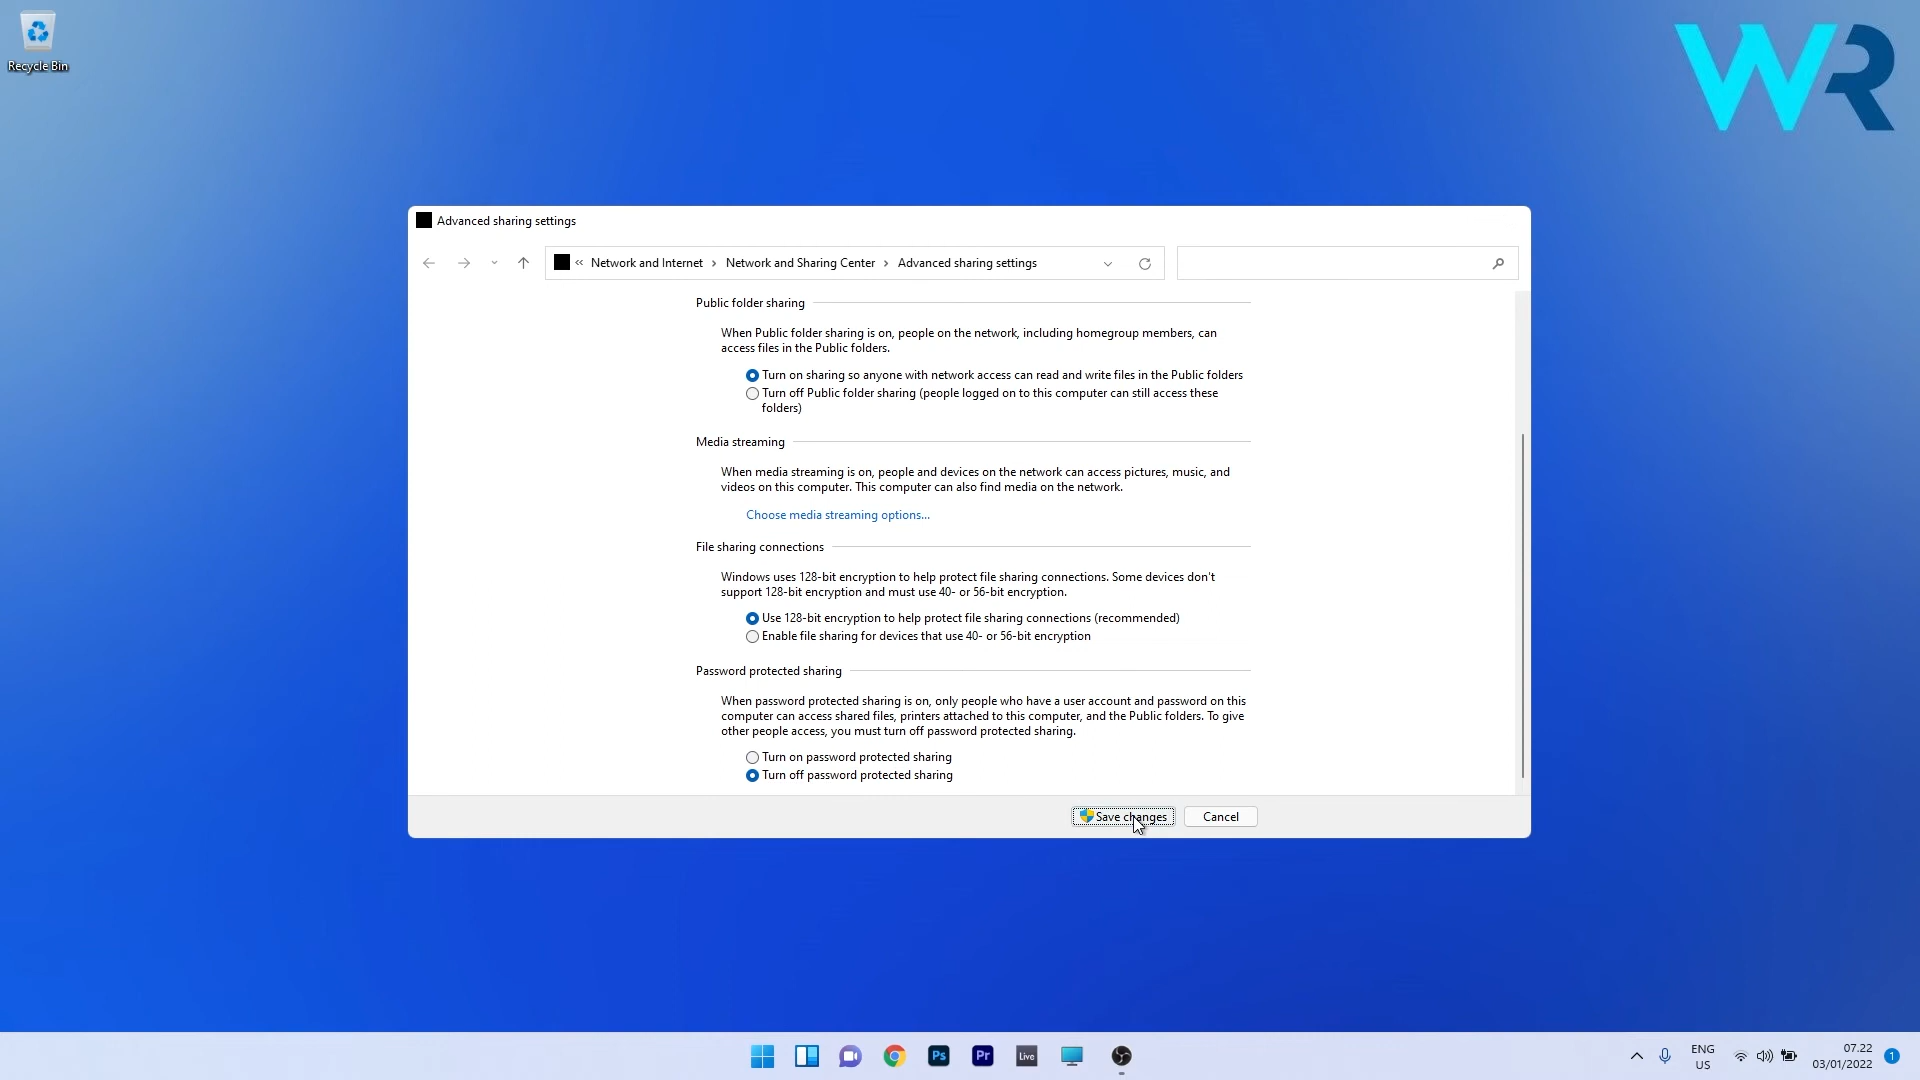 Recycle Bin
WR
Advanced sharing settings
« Network and Internet › Network and Sharing Center › Advanced sharing settings
Public folder sharing
When Public folder sharing is on, people on the network, including homegroup members, can
access files in the Public folders.
Turn on sharing so anyone with network access can read and write files in the Public folders
Turn off Public folder sharing (people logged on to this computer can still access these
folders)
Media streaming
When media streaming is on, people and devices on the network can access pictures, music, and
videos on this computer. This computer can also find media on the network.
Choose media streaming options...
File sharing connections
Windows uses 128-bit encryption to help protect file sharing connections. Some devices don't
support 128-bit encryption and must use 40- or 56-bit encryption.
Use 128-bit encryption to help protect file sharing connections (recommended)
Enable file sharing for devices that use 40- or 56-bit encryption
Password protected sharing
When password protected sharing is on, only people who have a user account and password on this
computer can access shared files, printers attached to this computer, and the Public folders. To give
other people access, you must turn off password protected sharing.
Turn on password protected sharing
Turn off password protected sharing
Save changes Cancel
Ps Pr Live
ENG 07.22
US 03/01/2022 1